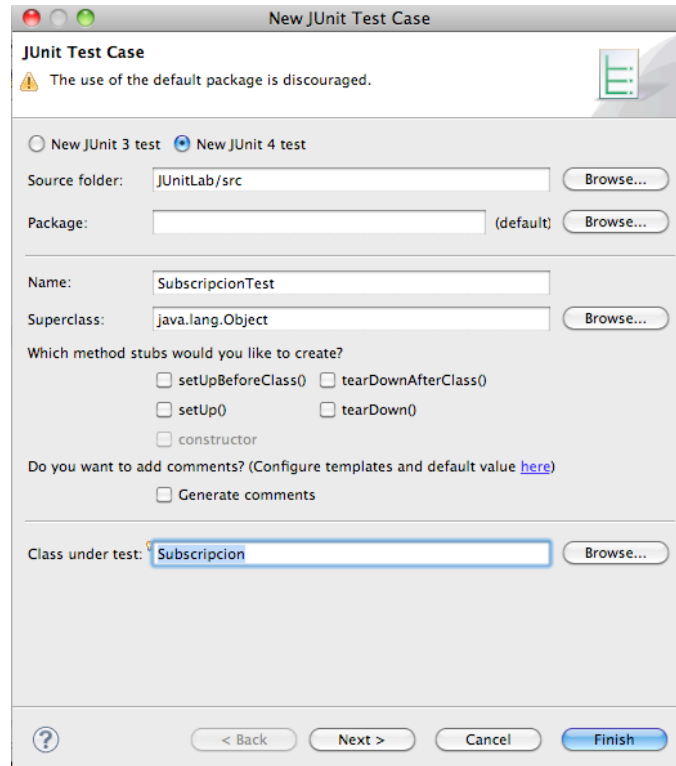 New JUnit Test Case
JUnit Test Case
The use of the default package is discouraged.
New JUnit 3 test New JUnit 4 test
Source folder: JUnitLab/src Browse...
Package: (default) Browse...
Name: SubscripcionTest
Superclass: java.lang.Object Browse...
Which method stubs would you like to create?
setUpBeforeClass() tearDownAfterClass()
setUp() tearDown()
constructor
Do you want to add comments? (Configure templates and default value here)
Generate comments
Class under test: Subscripcion Browse...
? < Back Next > Cancel Finish